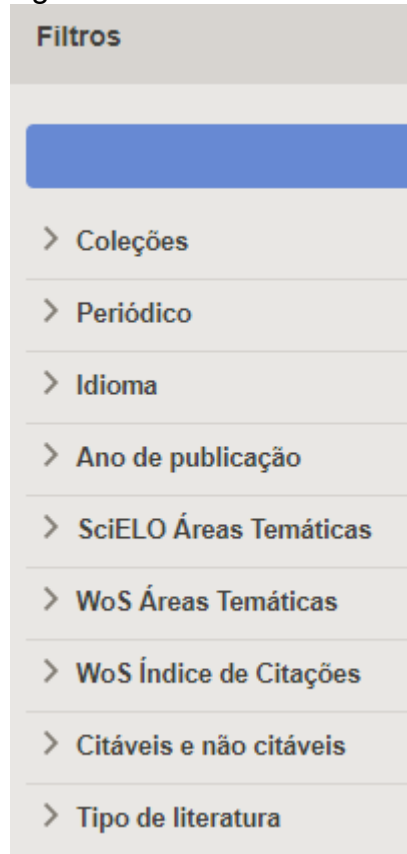 Filtros
Coleções
Periódico
Idioma
Ano de publicação
SciELO Áreas Temáticas
WoS Áreas Temáticas
WoS Índice de Citações
Citáveis e não citáveis
Tipo de literatura